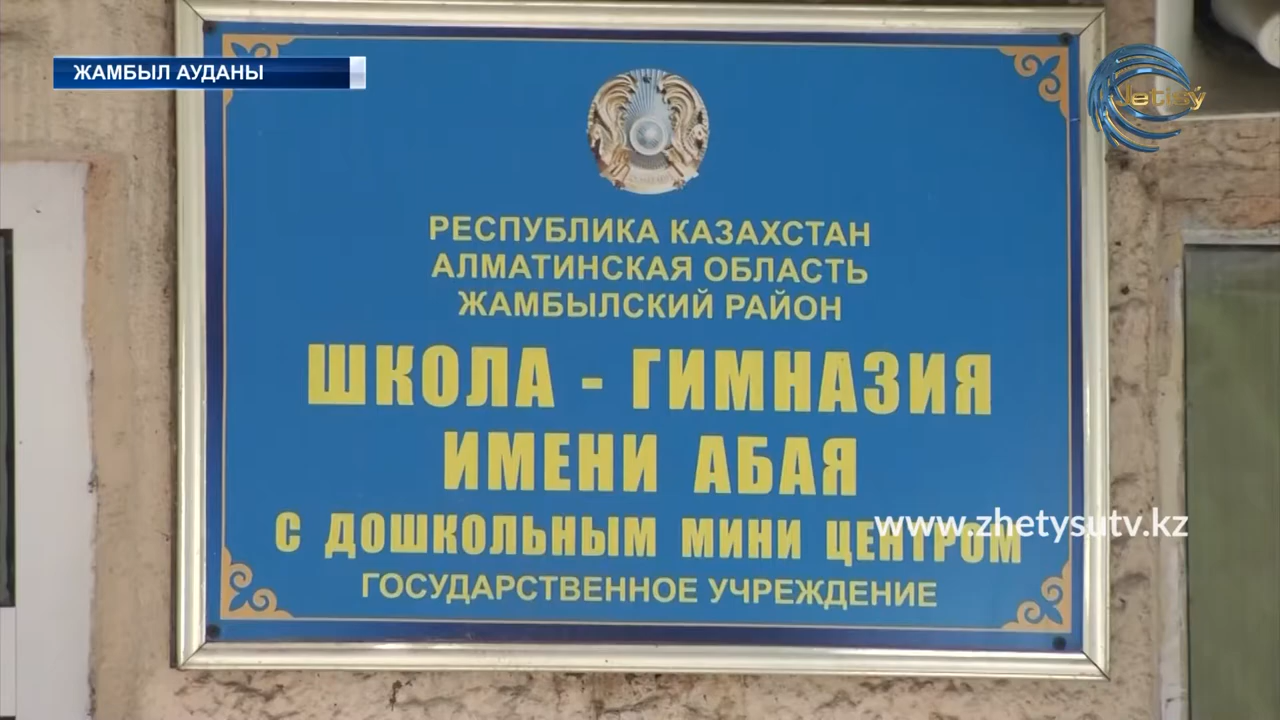 ЖАМБЫЛ АУДАНЫ
Jetisý
РЕСПУБЛИКА КАЗАХСТАН
АЛМАТИНСКАЯ ОБЛАСТЬ
ЖАМБЫЛСКИЙ РАЙОН
ШКОЛА - ГИМНАЗИЯ
ИМЕНИ АБАЯ
С ДОШКОЛЬНЫМ МИНИ ЦЕНТРОМ
www.zhetysutv.kz
ГОСУДАРСТВЕННОЕ УЧРЕЖДЕНИЕ